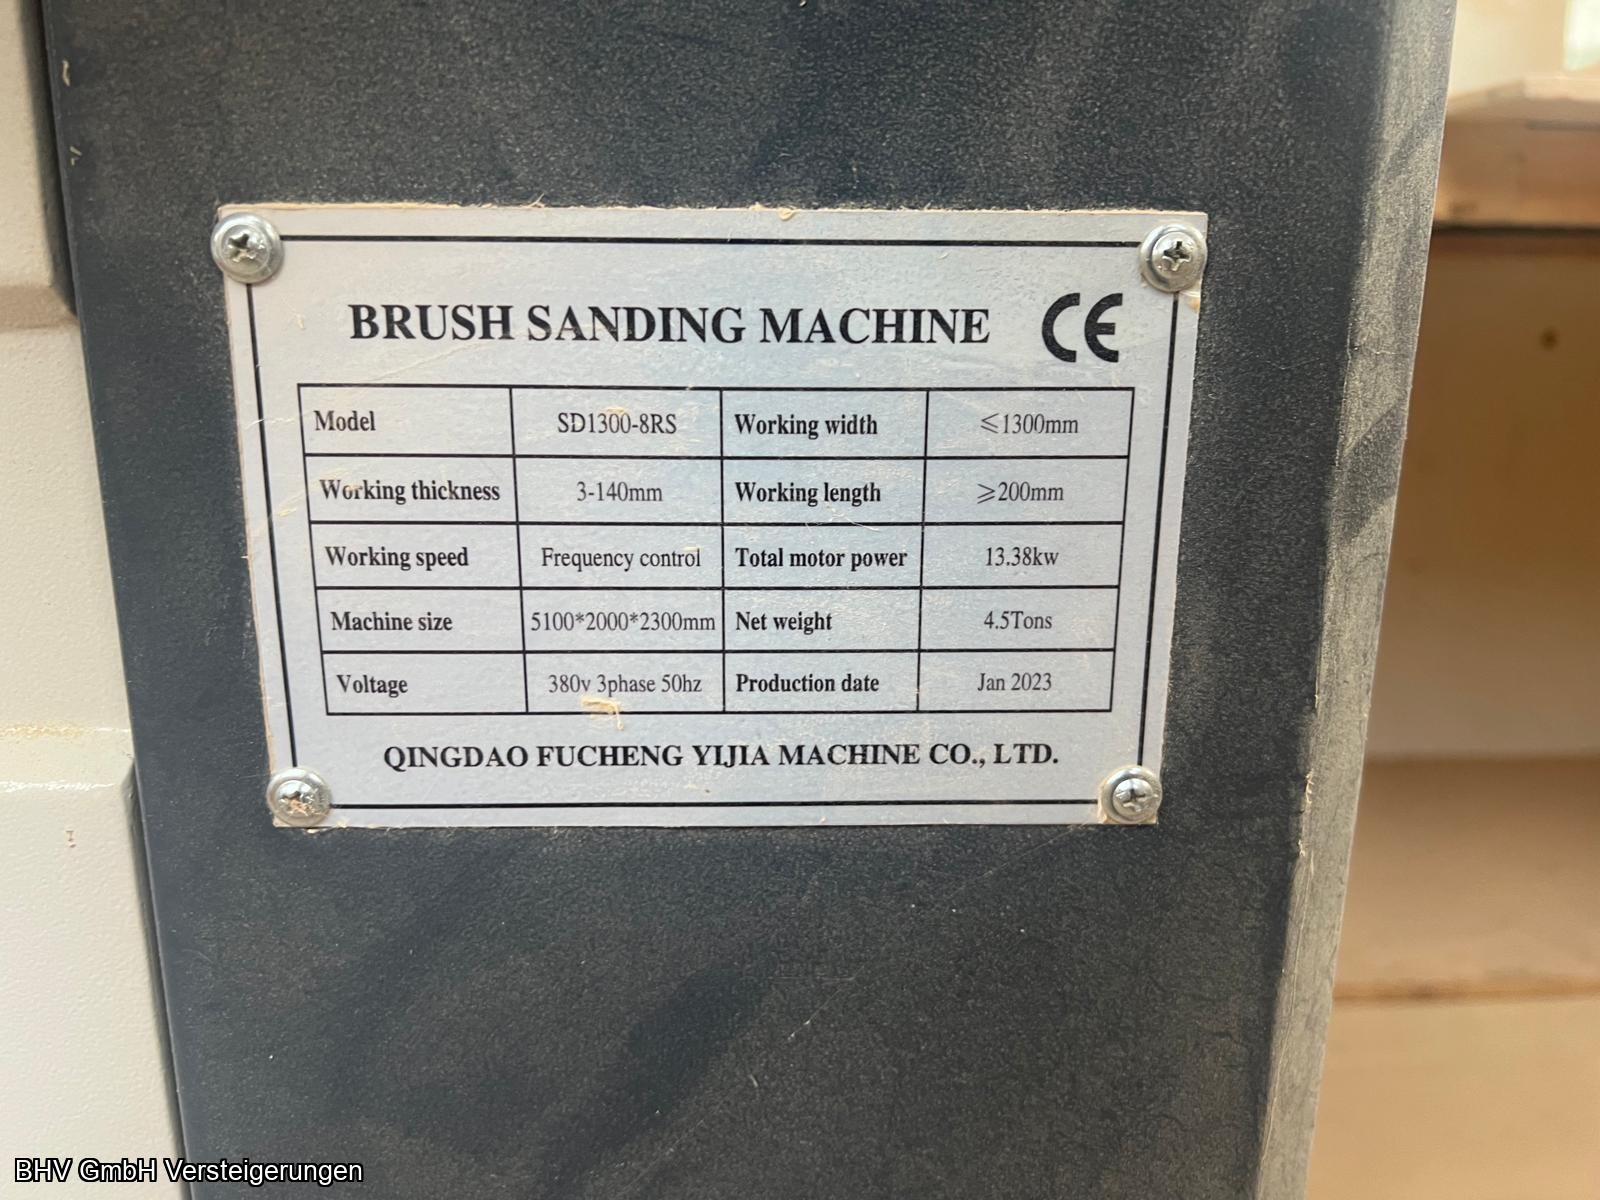 BRUSH SANDING MACHINE CE
Model SD1300-8RS Working width ⩽1300mm
Working thickness 3-140mm Working length ⩾200mm
Working speed Frequency control Total motor power 13.38kw
Machine size 5100*2000*2300mm Net weight 4.5Tons
Voltage 380v 3phase 50hz Production date Jan 2023
QINGDAO FUCHENG YIJIA MACHINE CO., LTD.
BHV GmbH Versteigerungen